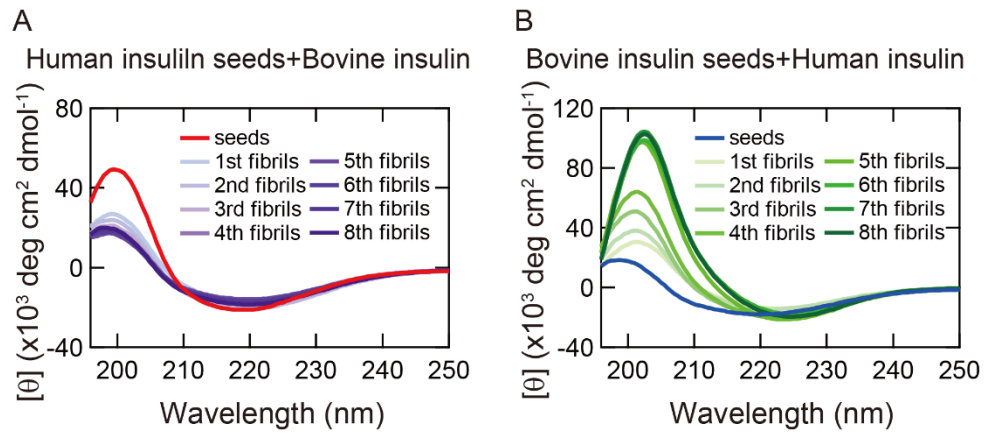 A
Human insuliln seeds+Bovine insulin
[θ] (x10³ deg cm² dmol⁻¹)
80
40
0
-40
seeds
1st fibrils
2nd fibrils
3rd fibrils
4th fibrils
5th fibrils
6th fibrils
7th fibrils
8th fibrils
200 210 220 230 240 250
Wavelength (nm)
B
Bovine insulin seeds+Human insulin
[θ] (x10³ deg cm² dmol⁻¹)
120
80
40
0
-40
seeds
1st fibrils
2nd fibrils
3rd fibrils
4th fibrils
5th fibrils
6th fibrils
7th fibrils
8th fibrils
200 210 220 230 240 250
Wavelength (nm)